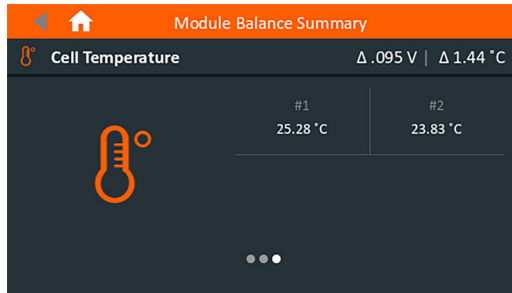 Module Balance Summary
Cell Temperature Δ .095 V | Δ 1.44 °C
#1 #2
25.28 °C 23.83 °C